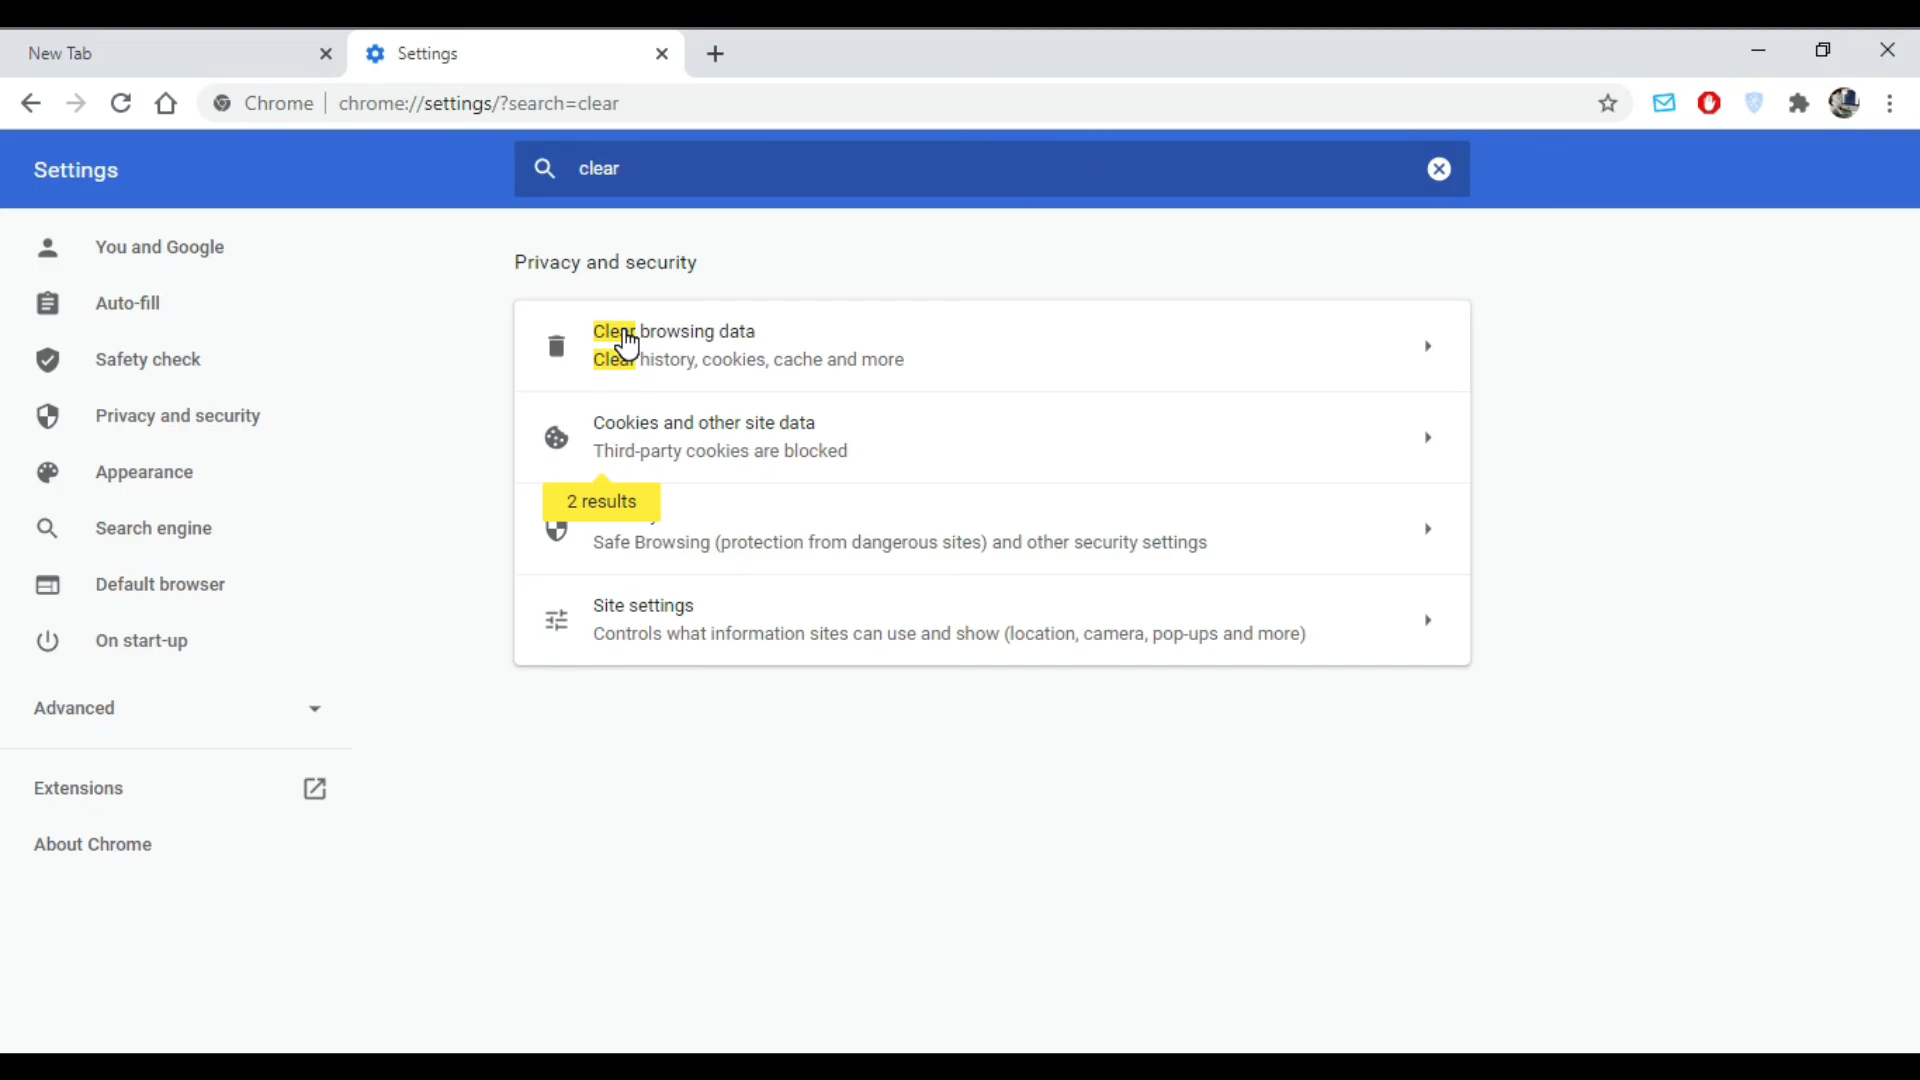 New Tab
Settings
Chrome
chrome://settings/?search=clear
Settings
clear
You and Google
Auto-fill
Safety check
Privacy and security
Appearance
Search engine
Default browser
On start-up
Advanced
Extensions
About Chrome
Privacy and security
Clear browsing data
Clear history, cookies, cache and more
Cookies and other site data
Third-party cookies are blocked
2 results
Safe Browsing (protection from dangerous sites) and other security settings
Site settings
Controls what information sites can use and show (location, camera, pop-ups and more)